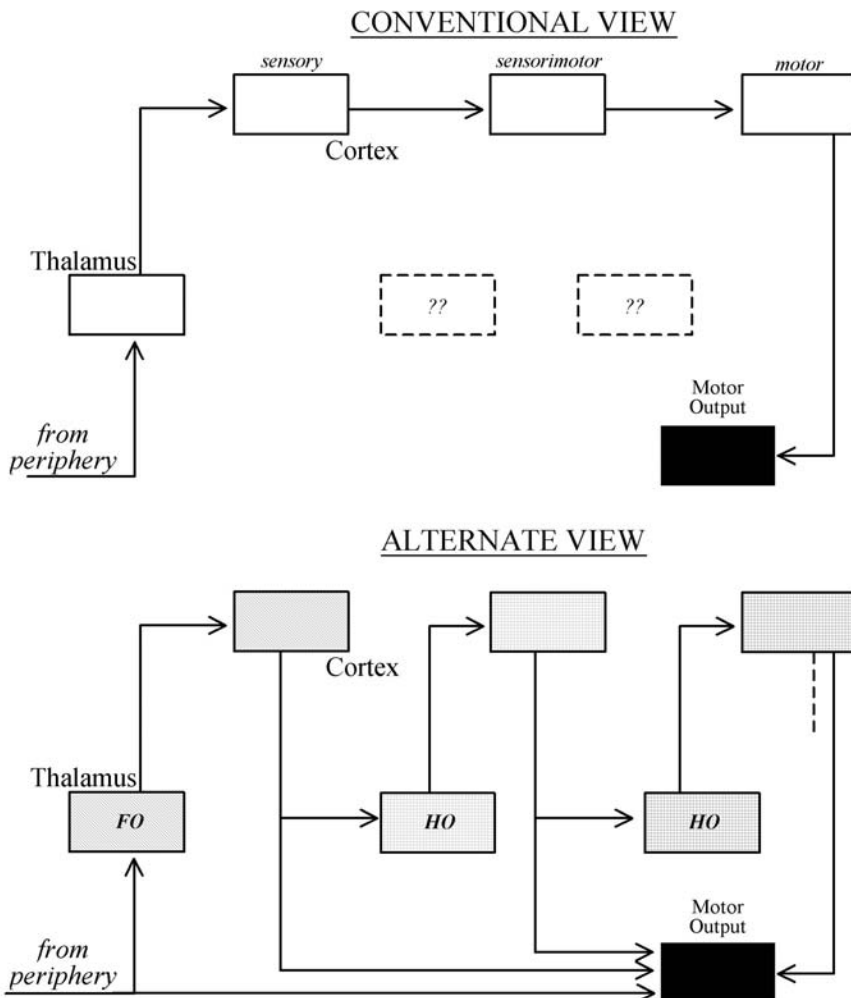 CONVENTIONAL VIEW
sensory
sensorimotor
motor
Cortex
Thalamus
??
??
Motor
Output
from
periphery
ALTERNATE VIEW
Cortex
Thalamus
FO
HO
HO
Motor
Output
from
periphery